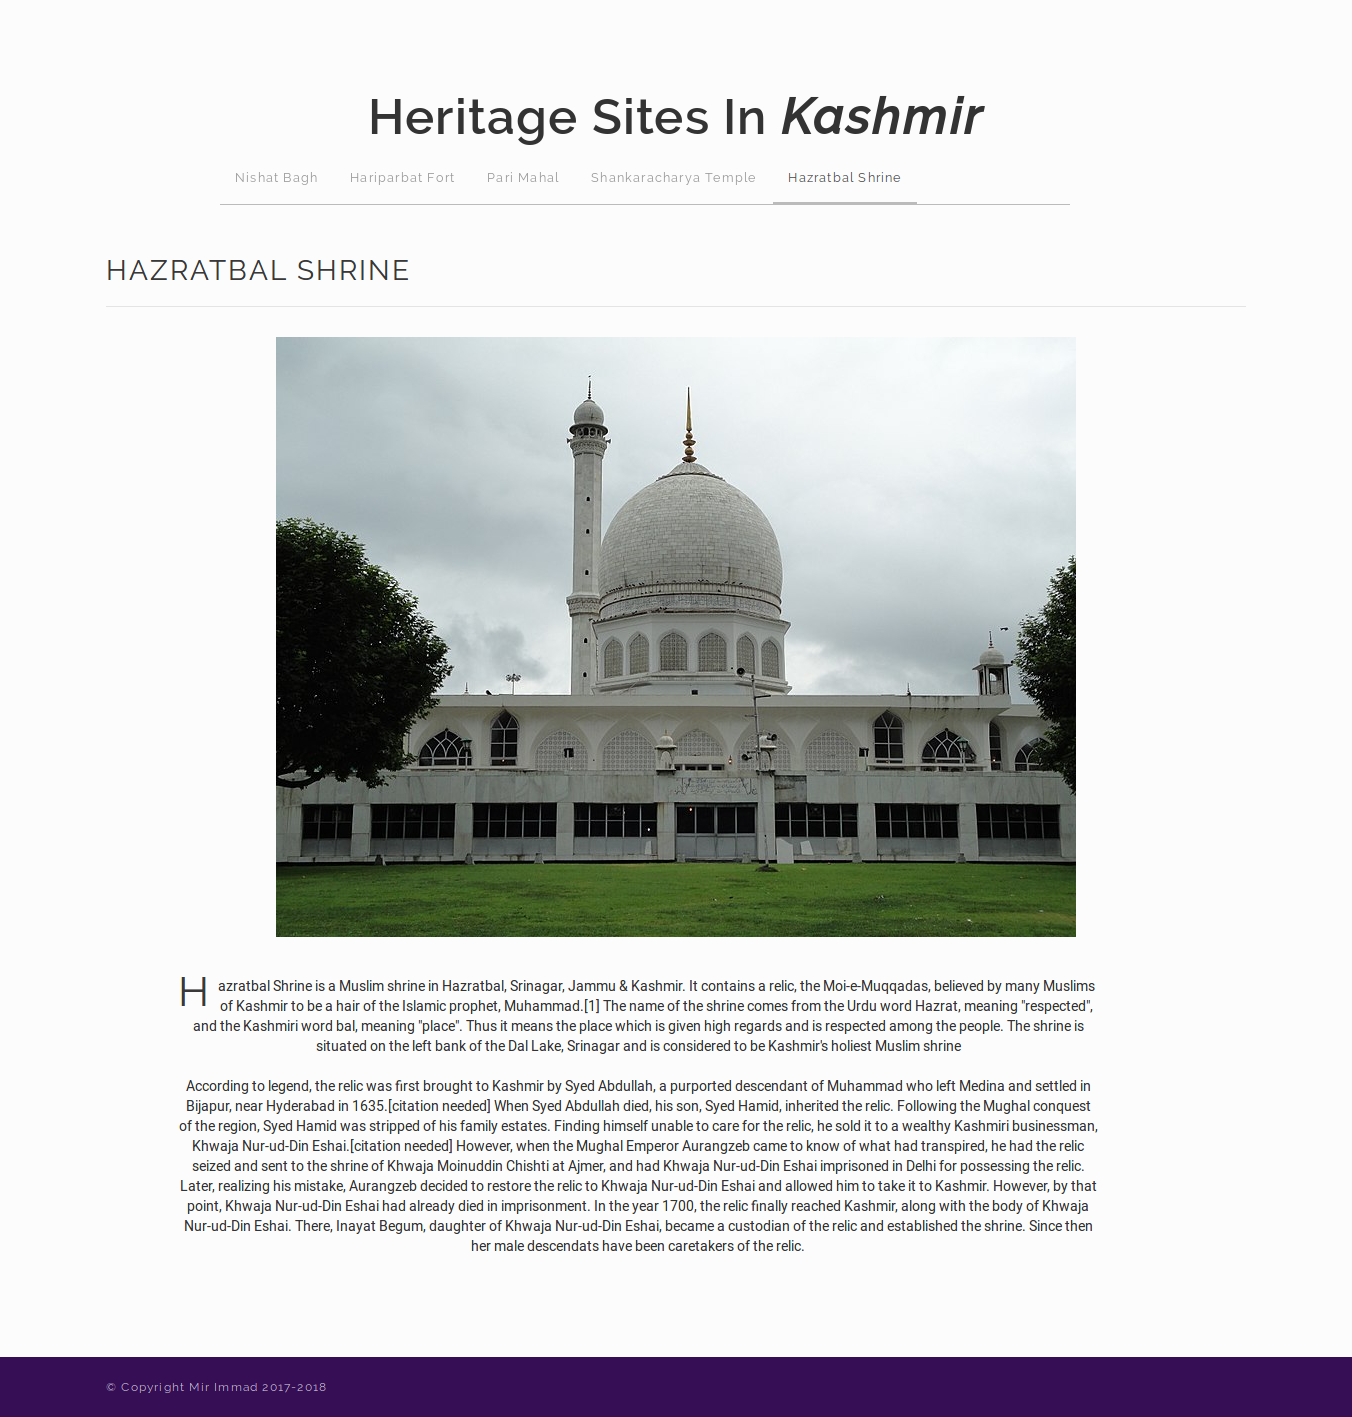 Heritage Sites In Kashmir
Nishat Bagh Hariparbat Fort Pari Mahal Shankaracharya Temple Hazratbal Shrine
HAZRATBAL SHRINE
Hazratbal Shrine is a Muslim shrine in Hazratbal, Srinagar, Jammu & Kashmir. It contains a relic, the Moi-e-Muqqadas, believed by many Muslims
of Kashmir to be a hair of the Islamic prophet, Muhammad.[1] The name of the shrine comes from the Urdu word Hazrat, meaning "respected",
and the Kashmiri word bal, meaning "place". Thus it means the place which is given high regards and is respected among the people. The shrine is
situated on the left bank of the Dal Lake, Srinagar and is considered to be Kashmir's holiest Muslim shrine
According to legend, the relic was first brought to Kashmir by Syed Abdullah, a purported descendant of Muhammad who left Medina and settled in
Bijapur, near Hyderabad in 1635.[citation needed] When Syed Abdullah died, his son, Syed Hamid, inherited the relic. Following the Mughal conquest
of the region, Syed Hamid was stripped of his family estates. Finding himself unable to care for the relic, he sold it to a wealthy Kashmiri businessman,
Khwaja Nur-ud-Din Eshai.[citation needed] However, when the Mughal Emperor Aurangzeb came to know of what had transpired, he had the relic
seized and sent to the shrine of Khwaja Moinuddin Chishti at Ajmer, and had Khwaja Nur-ud-Din Eshai imprisoned in Delhi for possessing the relic.
Later, realizing his mistake, Aurangzeb decided to restore the relic to Khwaja Nur-ud-Din Eshai and allowed him to take it to Kashmir. However, by that
point, Khwaja Nur-ud-Din Eshai had already died in imprisonment. In the year 1700, the relic finally reached Kashmir, along with the body of Khwaja
Nur-ud-Din Eshai. There, Inayat Begum, daughter of Khwaja Nur-ud-Din Eshai, became a custodian of the relic and established the shrine. Since then
her male descendats have been caretakers of the relic.
© Copyright Mir Immad 2017-2018